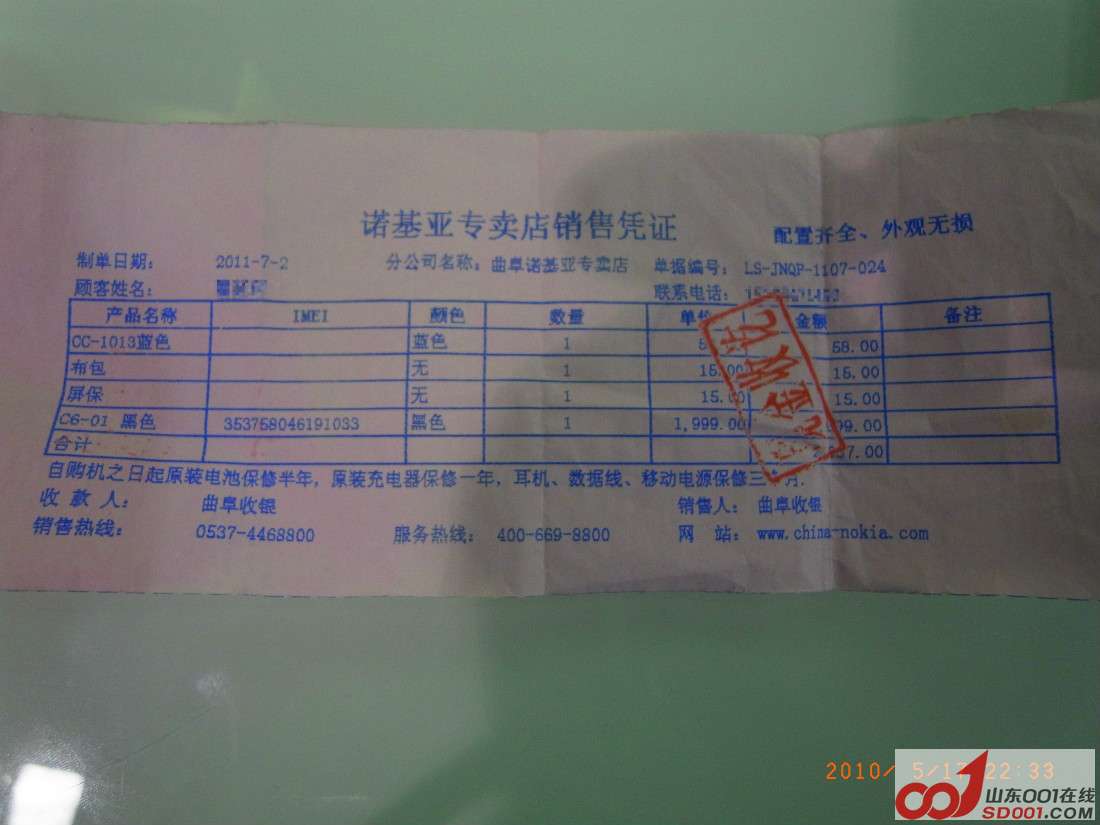 诺基亚专卖店销售凭证 配置齐全、外观无损
制单日期: 2011-7-2 分公司名称: 曲阜诺基亚专卖店 单据编号: LS-JNQP-1107-024
顾客姓名: 联系电话:
产品名称 IMEI 颜色 数量 单价 金额 备注
CC-1013蓝色 蓝色 1 58.00
布包 无 1 15.00 15.00
屏保 无 1 15.00 15.00
C6-01 黑色 353758046191033 黑色 1 1,999.00
合计
自购机之日起原装电池保修半年，原装充电器保修一年，耳机、数据线、移动电源保修三月.
收款人: 曲阜收银 销售人: 曲阜收银
销售热线: 0537-4468800 服务热线: 400-669-8800 网 站: www.china-nokia.com
现金收讫
2010/ 5/17 22:33
001 山东001在线
SD001.COM